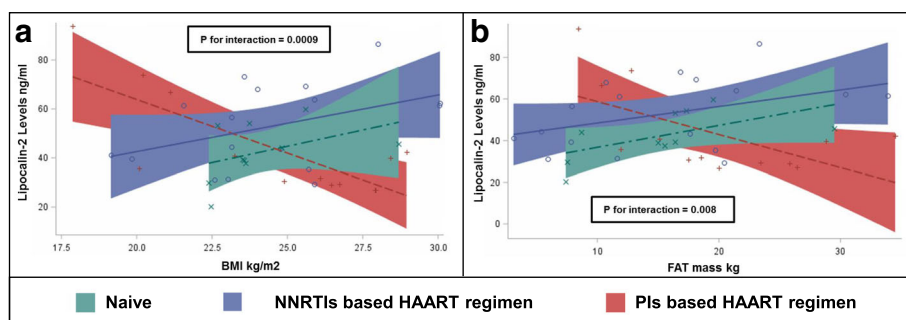 a
P for interaction = 0.0009
Lipocalin-2 Levels ng/ml
80
60
40
20
17.5 20.0 22.5 25.0 27.5 30.0
BMI kg/m2
b
Lipocalin-2 Levels ng/ml
80
60
40
20
0
P for interaction = 0.008
10 20 30
FAT mass kg
Naive NNRTIs based HAART regimen PIs based HAART regimen